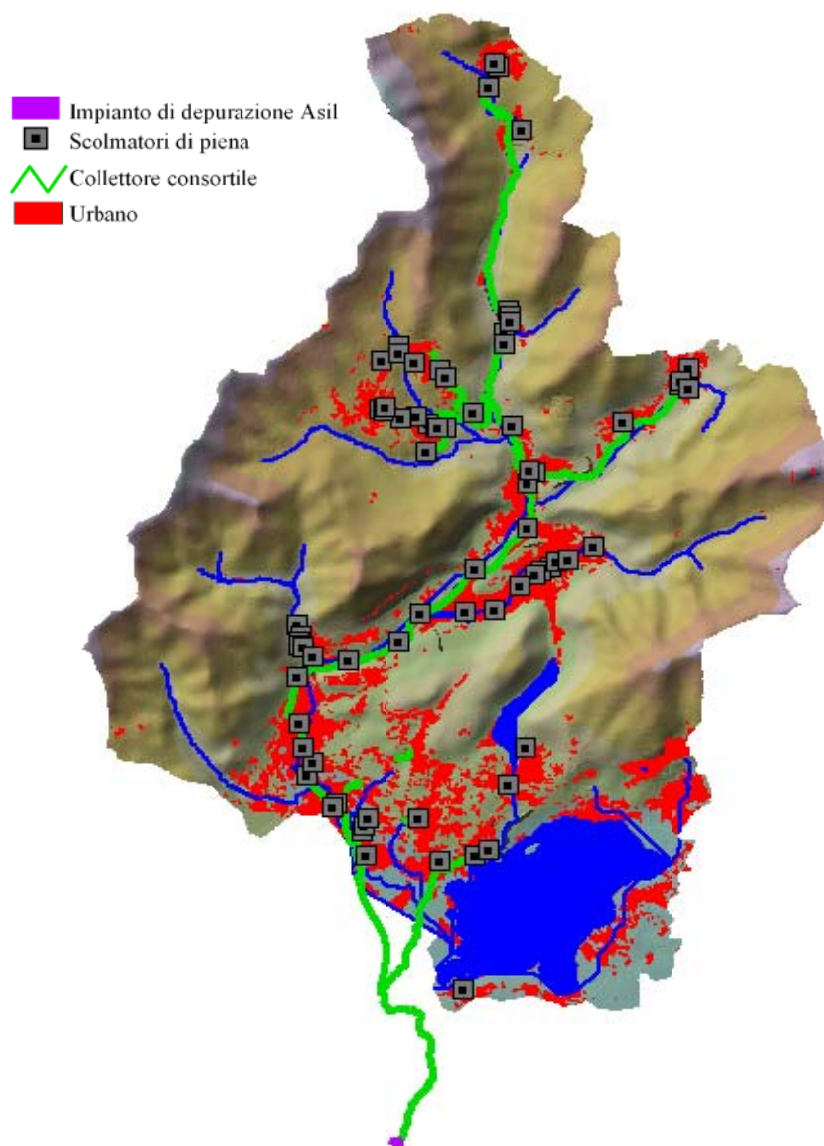 Impianto di depurazione Asil
Scolmatori di piena
Collettore consortile
Urbano